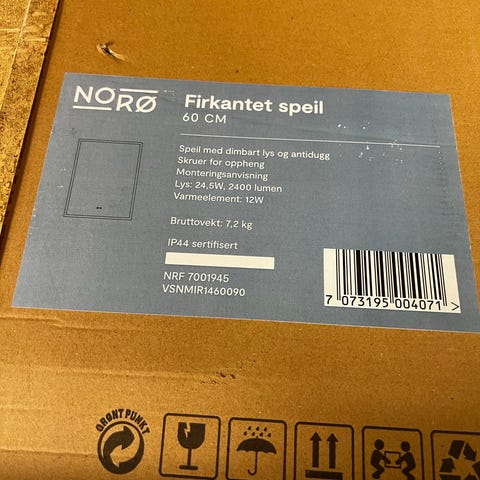 NORØ
Firkantet speil
60 CM
Speil med dimbart lys og antidugg
Skruer for oppheng
Monteringsanvisning
Lys: 24,5W, 2400 lumen
Varmeelement: 12W
Bruttovekt: 7,2 kg
IP44 sertifisert
NRF 7001945
VSNMIR1460090
7 073195 004071 >
GRØNT PUNKT